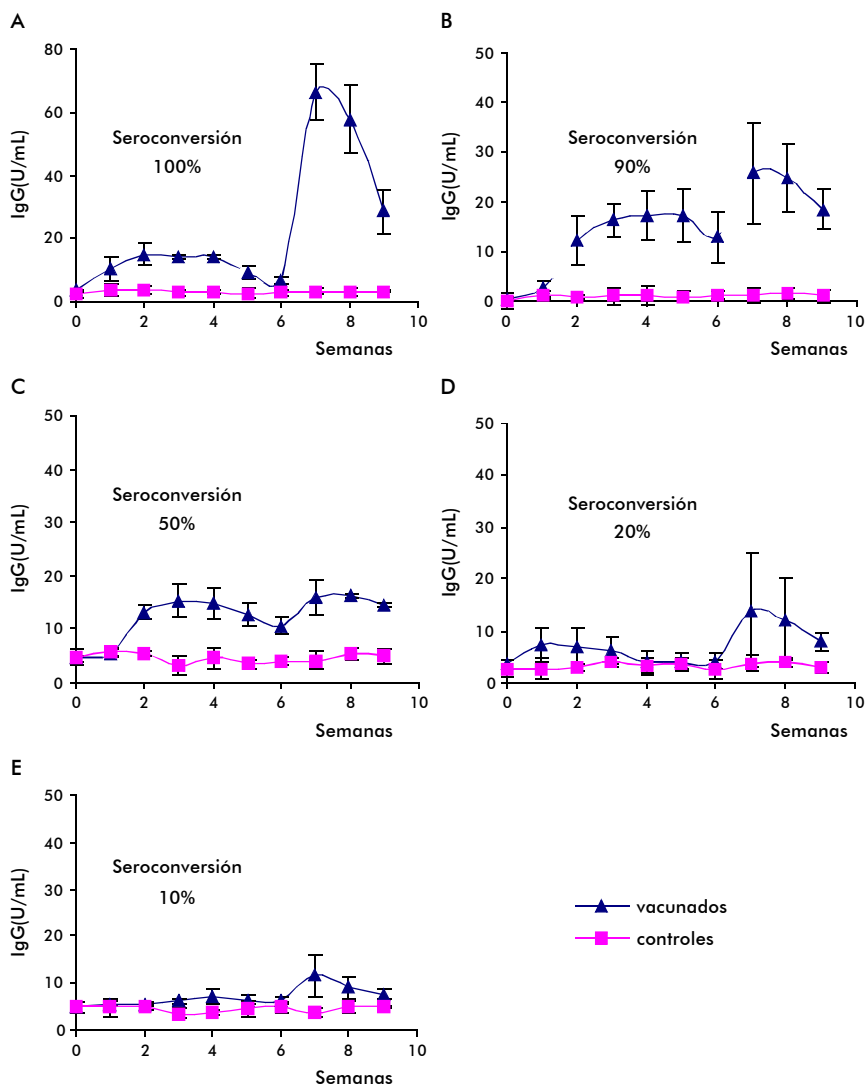 A
IgG(U/mL)
80
60
40
20
0
Seroconversión
100%
0 2 4 6 8 10
Semanas
B
IgG(U/mL)
50
40
30
20
10
0
Seroconversión
90%
0 2 4 6 8 10
Semanas
C
IgG(U/mL)
50
40
30
20
10
0
Seroconversión
50%
0 2 4 6 8 10
Semanas
D
IgG(U/mL)
50
40
30
20
10
0
Seroconversión
20%
0 2 4 6 8 10
Semanas
E
IgG(U/mL)
50
40
30
20
10
0
Seroconversión
10%
0 2 4 6 8 10
Semanas
vacunados
controles